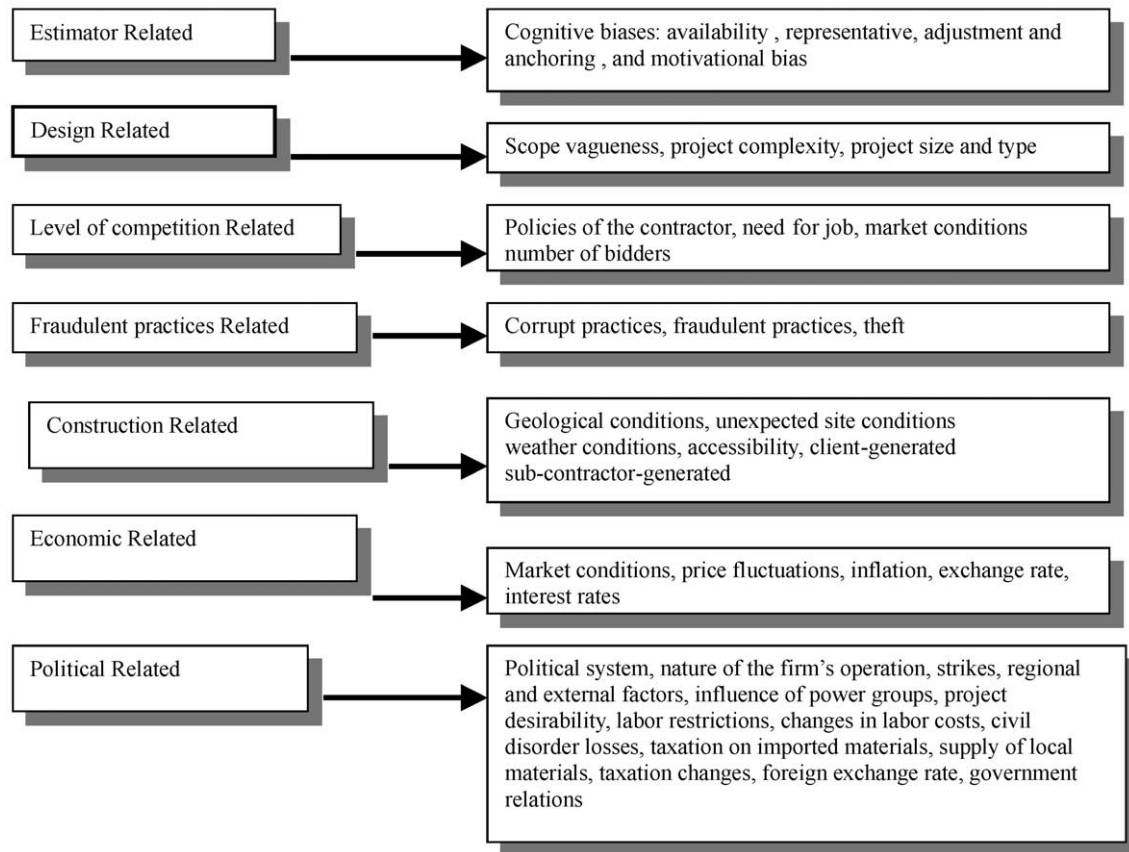 Estimator Related
Cognitive biases: availability , representative, adjustment and
anchoring , and motivational bias
Design Related
Scope vagueness, project complexity, project size and type
Level of competition Related
Policies of the contractor, need for job, market conditions
number of bidders
Fraudulent practices Related
Corrupt practices, fraudulent practices, theft
Construction Related
Geological conditions, unexpected site conditions
weather conditions, accessibility, client-generated
sub-contractor-generated
Economic Related
Market conditions, price fluctuations, inflation, exchange rate,
interest rates
Political Related
Political system, nature of the firm’s operation, strikes, regional
and external factors, influence of power groups, project
desirability, labor restrictions, changes in labor costs, civil
disorder losses, taxation on imported materials, supply of local
materials, taxation changes, foreign exchange rate, government
relations